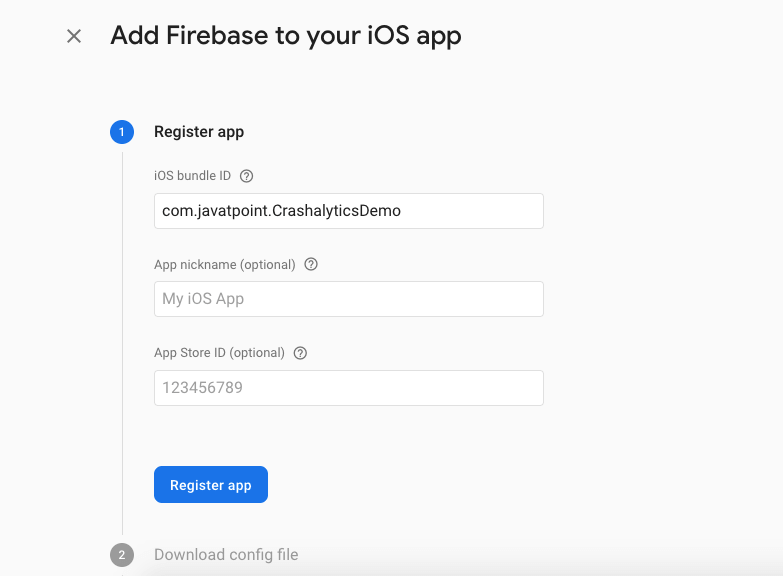 Add Firebase to your iOS app
1
Register app
iOS bundle ID ?
com.javatpoint.CrashalyticsDemo
App nickname (optional) ?
My iOS App
App Store ID (optional) ?
123456789
Register app
2
Download config file